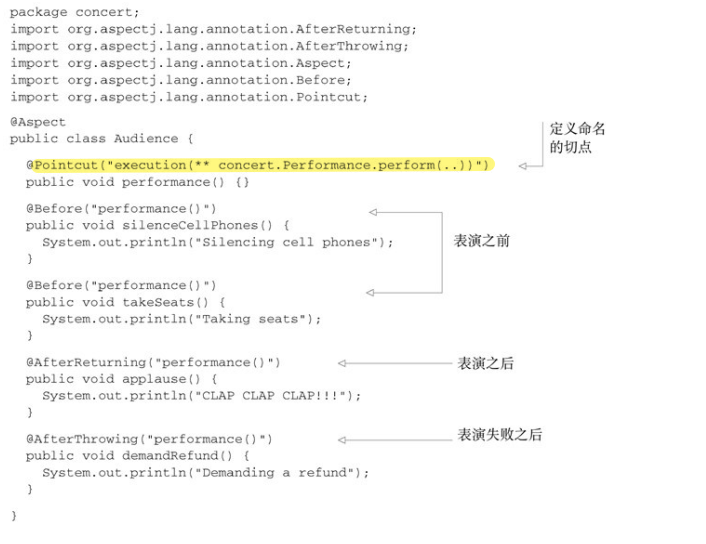 package concert;
import org.aspectj.lang.annotation.AfterReturning;
import org.aspectj.lang.annotation.AfterThrowing;
import org.aspectj.lang.annotation.Aspect;
import org.aspectj.lang.annotation.Before;
import org.aspectj.lang.annotation.Pointcut;
@Aspect
public class Audience {
定义命名
的切点
@Pointcut("execution(** concert.Performance.perform(..))")
public void performance() {}
@Before("performance()")
public void silenceCellPhones() {
System.out.println("Silencing cell phones");
}
表演之前
@Before("performance()")
public void takeSeats() {
System.out.println("Taking seats");
}
@AfterReturning("performance()")
表演之后
public void applause() {
System.out.println("CLAP CLAP CLAP!!!");
}
@AfterThrowing("performance()")
表演失败之后
public void demandRefund() {
System.out.println("Demanding a refund");
}
}